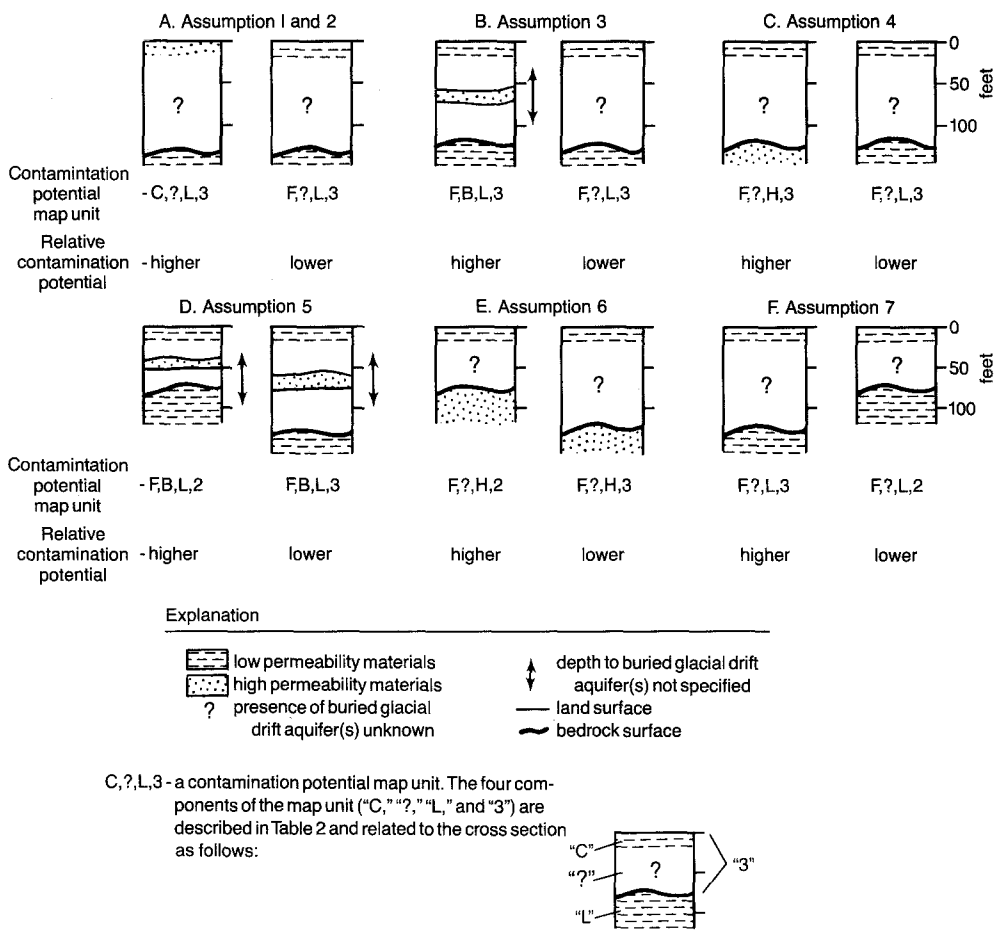 A. Assumption I and 2
B. Assumption 3
C. Assumption 4
? ? ? ? ?
0
50
100
feet
Contamintation
potential
map unit
- C,?,L,3 F,?,L,3 F,B,L,3 F,?,L,3 F,?,H,3 F,?,L,3
Relative
contamination
potential
- higher lower higher lower higher lower
D. Assumption 5
E. Assumption 6
F. Assumption 7
? ? ? ?
0
50
100
feet
Contamintation
potential
map unit
- F,B,L,2 F,B,L,3 F,?,H,2 F,?,H,3 F,?,L,3 F,?,L,2
Relative
contamination
potential
- higher lower higher lower higher lower
Explanation
low permeability materials
high permeability materials
? presence of buried glacial
drift aquifer(s) unknown
depth to buried glacial drift
aquifer(s) not specified
land surface
bedrock surface
C,?,L,3 - a contamination potential map unit. The four com-
ponents of the map unit ("C," "?," "L," and "3") are
described in Table 2 and related to the cross section
as follows:
"C"
"?" ?
"L"
"3"